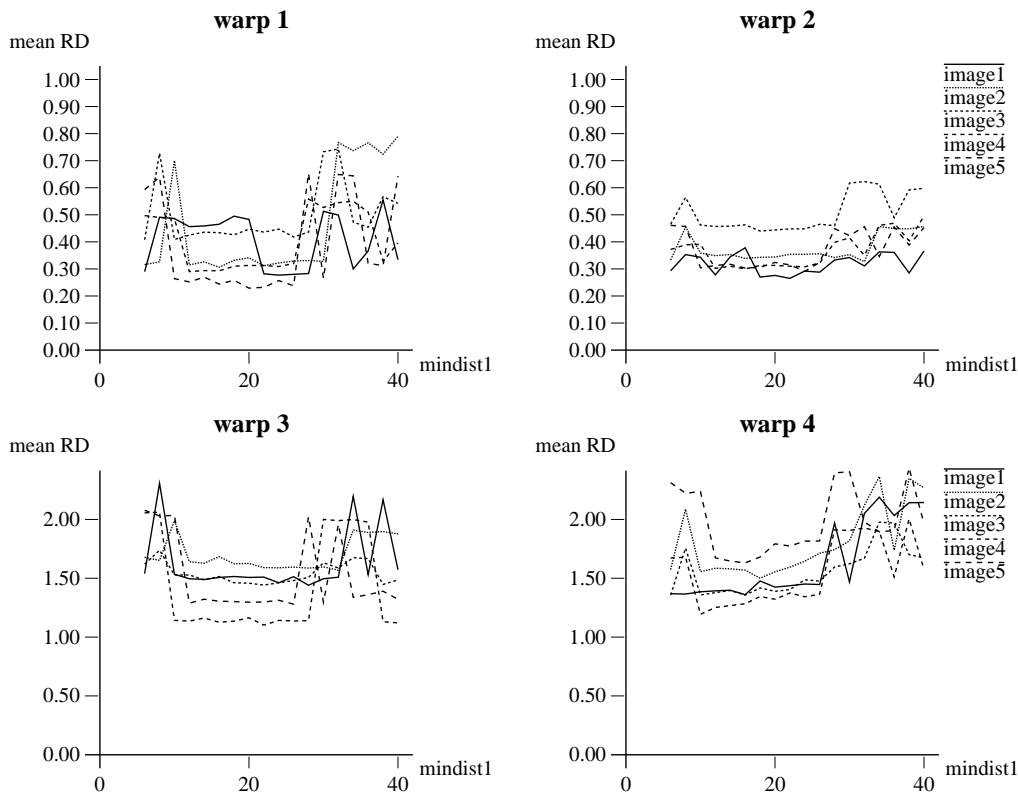 warp 1
mean RD
1.00
0.90
0.80
0.70
0.60
0.50
0.40
0.30
0.20
0.10
0.00
0
20
40
mindist1
warp 2
mean RD
1.00
0.90
0.80
0.70
0.60
0.50
0.40
0.30
0.20
0.10
0.00
0
20
40
mindist1
image1
image2
image3
image4
image5
warp 3
mean RD
2.00
1.50
1.00
0.50
0.00
0
20
40
mindist1
warp 4
mean RD
2.00
1.50
1.00
0.50
0.00
0
20
40
mindist1
image1
image2
image3
image4
image5